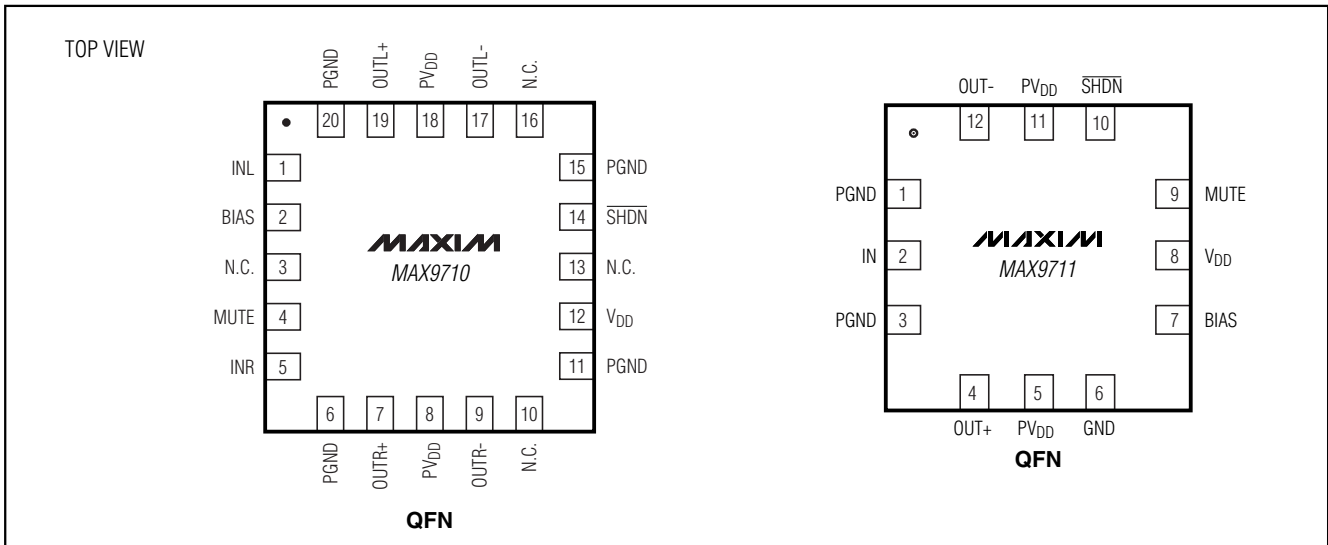 TOP VIEW
PGND OUTL+ PVDD OUTL- N.C.
20 19 18 17 16
INL 1
BIAS 2
N.C. 3
MUTE 4
INR 5
15 PGND
14 SHDN
13 N.C.
12 VDD
11 PGND
MAXIM
MAX9710
6 7 8 9 10
PGND OUTR+ PVDD OUTR- N.C.
QFN
OUT- PVDD SHDN
12 11 10
PGND 1
IN 2
PGND 3
9 MUTE
8 VDD
7 BIAS
MAXIM
MAX9711
4 5 6
OUT+ PVDD GND
QFN